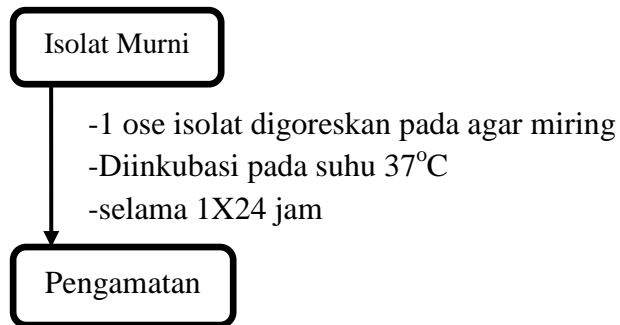 Isolat Murni
-1 ose isolat digoreskan pada agar miring
-Diinkubasi pada suhu 37°C
-selama 1X24 jam
Pengamatan